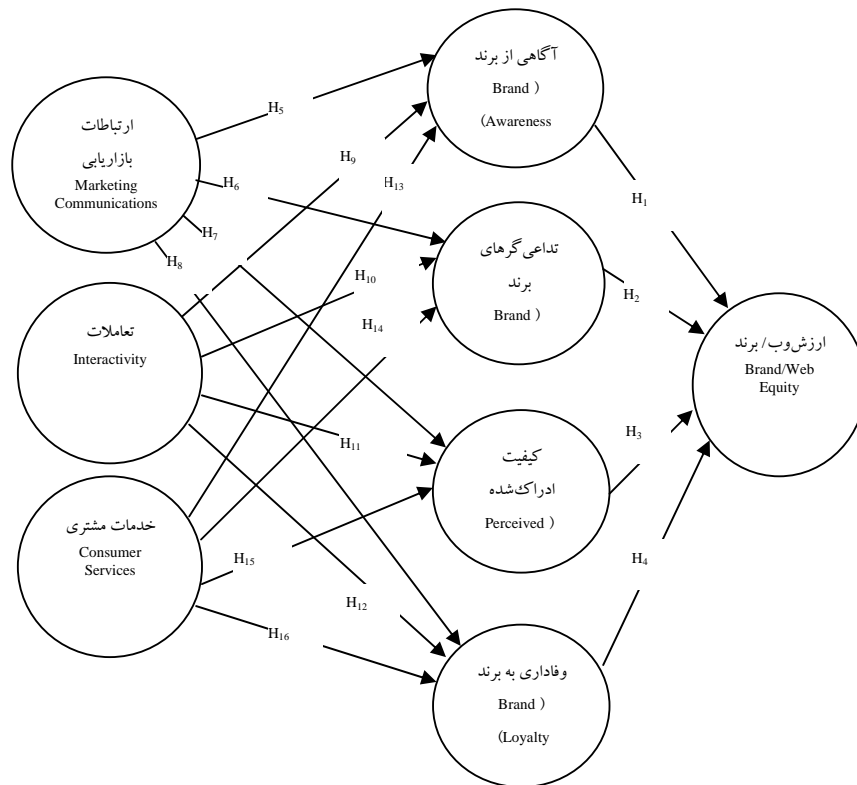 آگاهی از برند
Brand )
(Awareness
ارتباطات
بازاریابی
Marketing
Communications
H5
H9
H6
H13
H7
H8
H1
تداعی‌گرهای
برند
Brand )
H10
H2
H14
تعاملات
Interactivity
ارزش‌وب/ برند
Brand/Web
Equity
H11
H3
کیفیت
ادراک‌شده
Perceived )
خدمات مشتری
Consumer
Services
H15
H4
H12
H16
وفاداری به برند
Brand )
(Loyalty